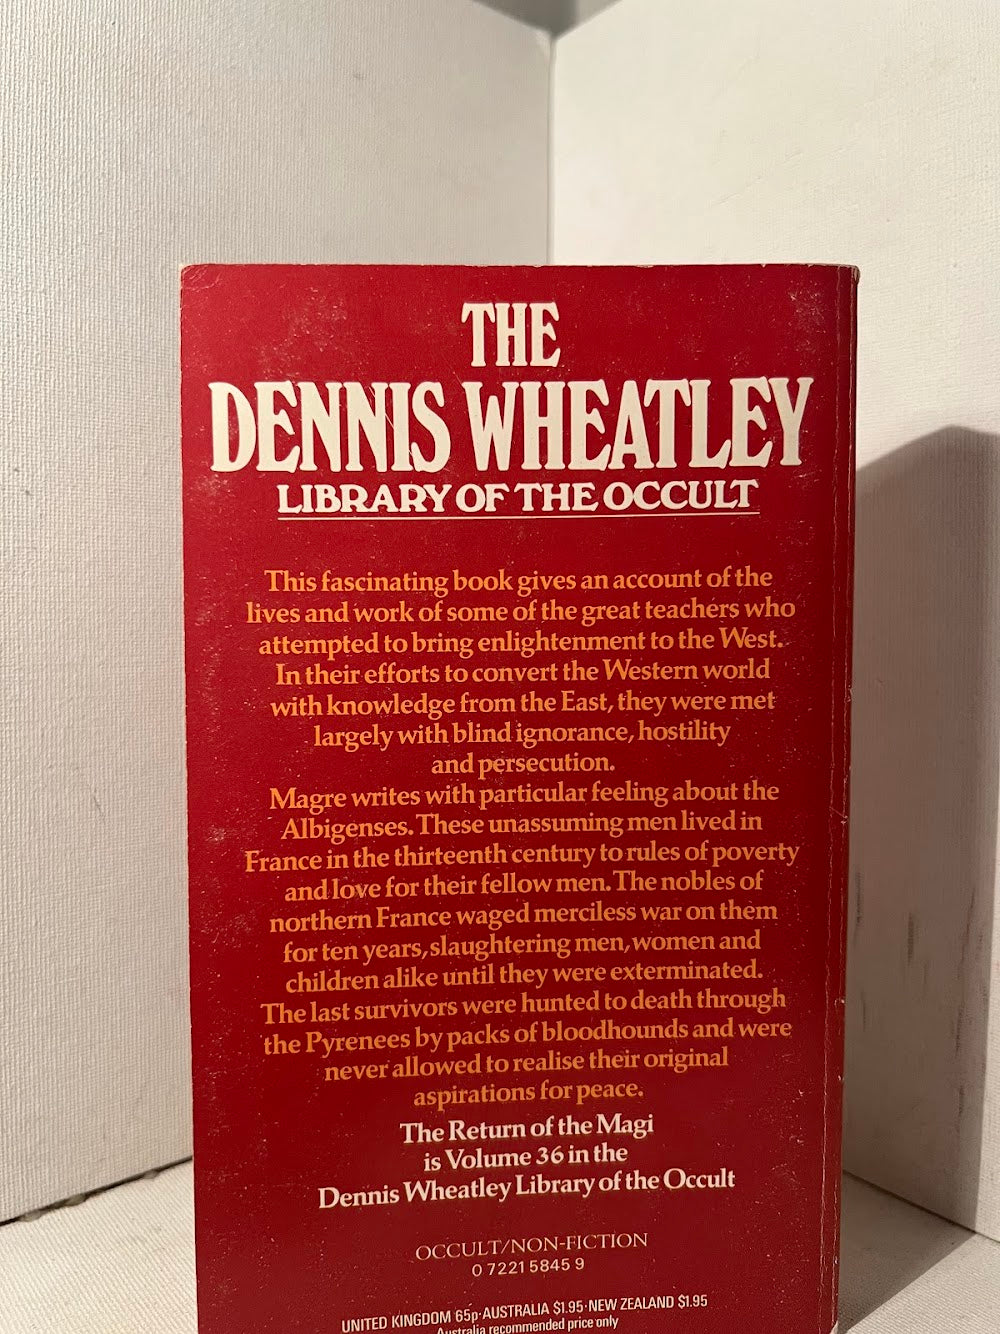 THE
DENNIS WHEATLEY
LIBRARY OF THE OCCULT
This fascinating book gives an account of the
lives and work of some of the great teachers who
attempted to bring enlightenment to the West.
In their efforts to convert the Western world
with knowledge from the East, they were met
largely with blind ignorance, hostility
and persecution.
Magre writes with particular feeling about the
Albigenses. These unassuming men lived in
France in the thirteenth century to rules of poverty
and love for their fellow men. The nobles of
northern France waged merciless war on them
for ten years, slaughtering men, women and
children alike until they were exterminated.
The last survivors were hunted to death through
the Pyrenees by packs of bloodhounds and were
never allowed to realise their original
aspirations for peace.
The Return of the Magi
is Volume 36 in the
Dennis Wheatley Library of the Occult
OCCULT/NON-FICTION
0 7221 5845 9
UNITED KINGDOM 65p·AUSTRALIA $1.95·NEW ZEALAND $1.95
Australia recommended price only